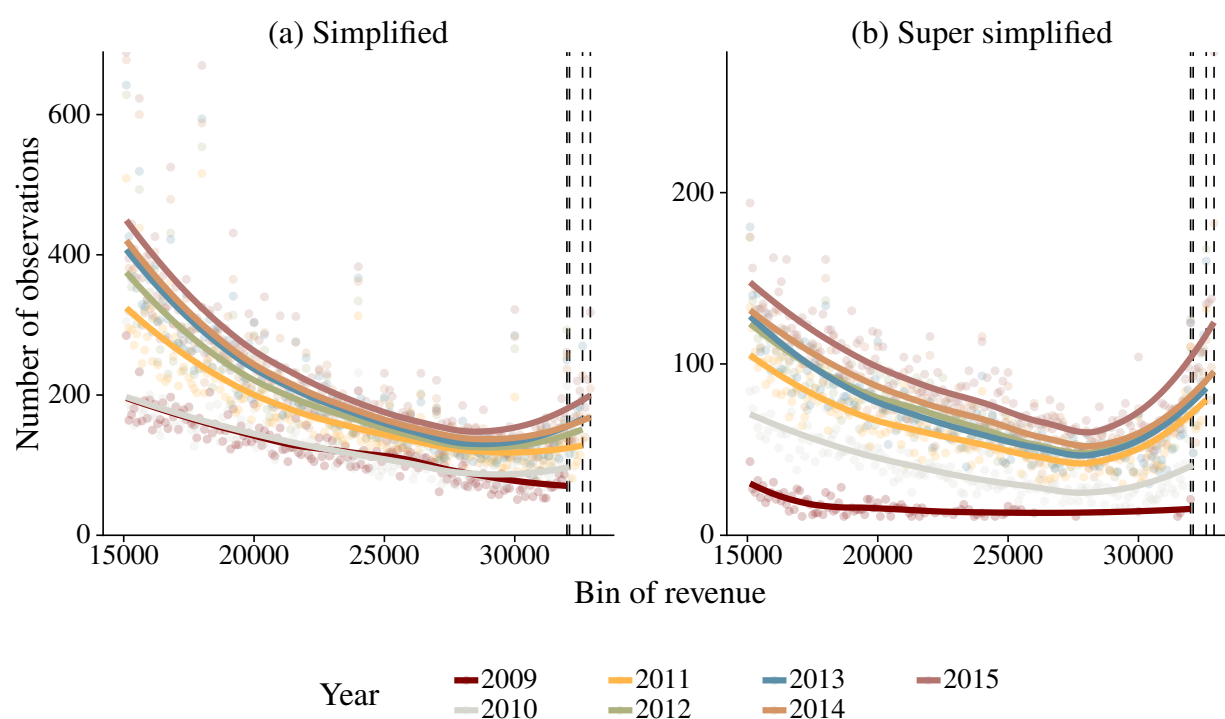 (a) Simplified
(b) Super simplified
Number of observations
600
400
200
0
200
100
0
15000 20000 25000 30000
15000 20000 25000 30000
Bin of revenue
Year
2009 2011 2013 2015
2010 2012 2014